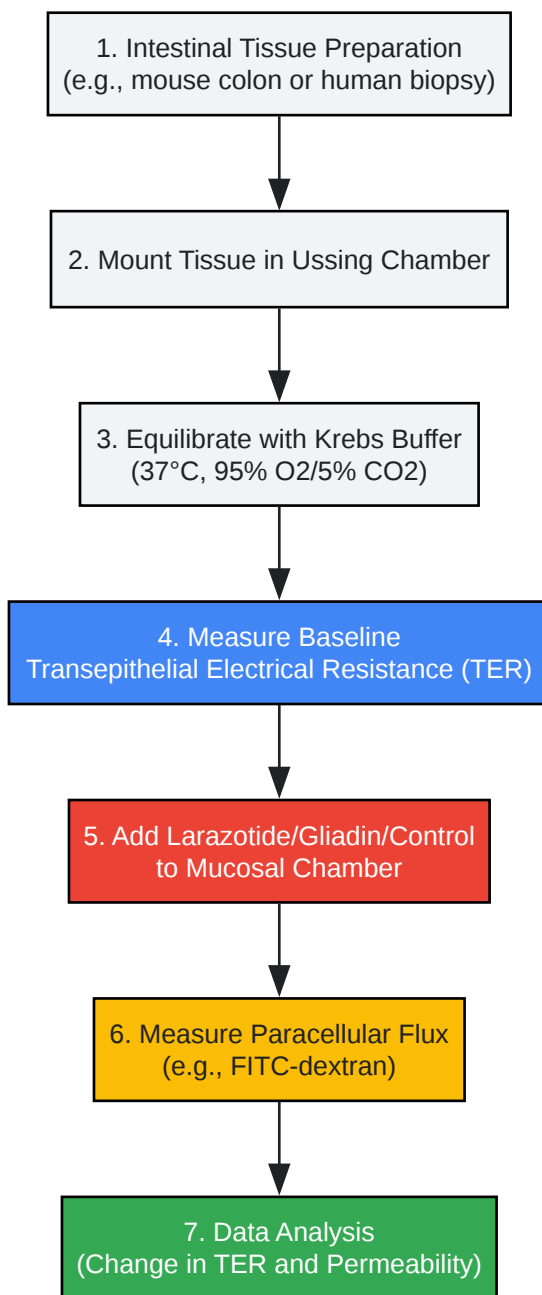 1. Intestinal Tissue Preparation
(e.g., mouse colon or human biopsy)
2. Mount Tissue in Ussing Chamber
3. Equilibrate with Krebs Buffer
(37°C, 95% O2/5% CO2)
4. Measure Baseline
Transepithelial Electrical Resistance (TER)
5. Add Larazotide/Gliadin/Control
to Mucosal Chamber
6. Measure Paracellular Flux
(e.g., FITC-dextran)
7. Data Analysis
(Change in TER and Permeability)